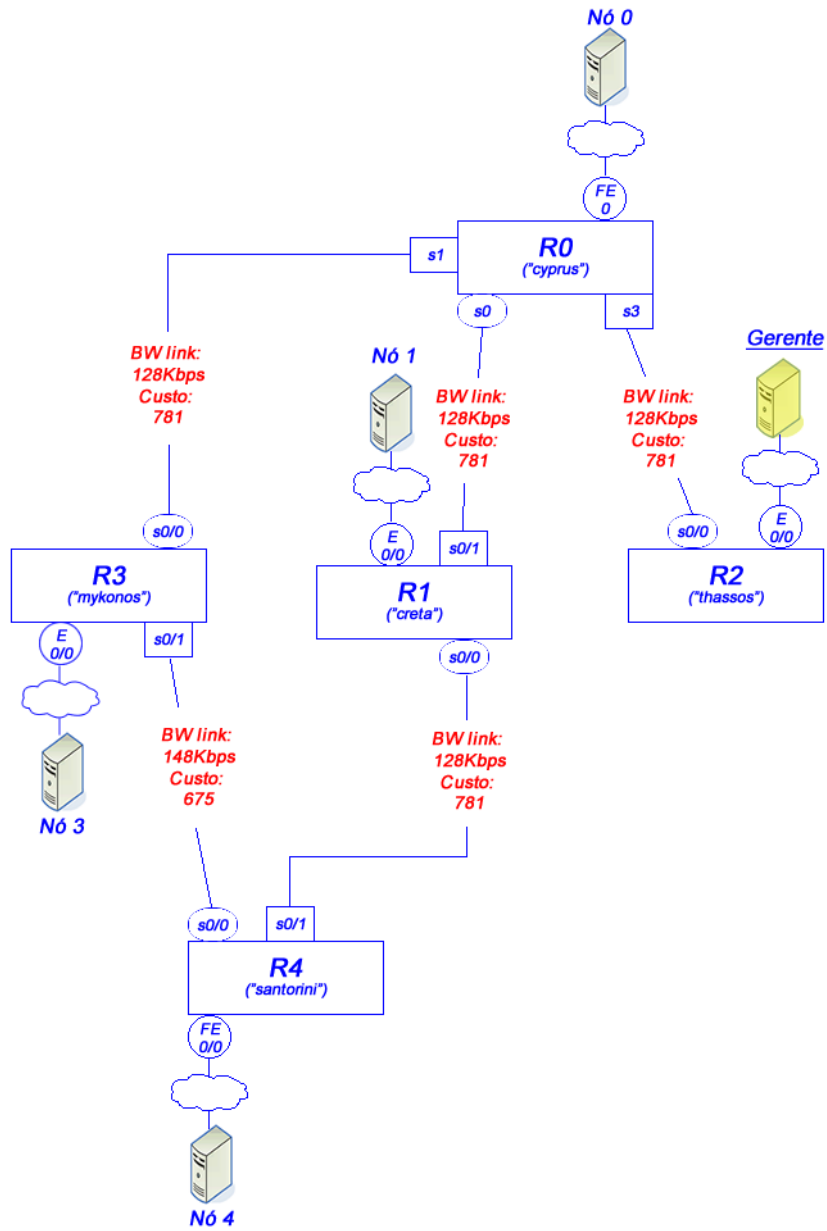 Nó 0
FE
0
R0
("cyprus")
s1
s0
s3
BW link:
128Kbps
Custo:
781
Nó 1
BW link:
128Kbps
Custo:
781
BW link:
128Kbps
Custo:
781
Gerente
s0/0
R3
("mykonos")
E
0/0
s0/1
E
0/0
s0/1
R1
("creta")
s0/0
s0/0
E
0/0
R2
("thassos")
Nó 3
BW link:
148Kbps
Custo:
675
BW link:
128Kbps
Custo:
781
s0/0
s0/1
R4
("santorini")
FE
0/0
Nó 4